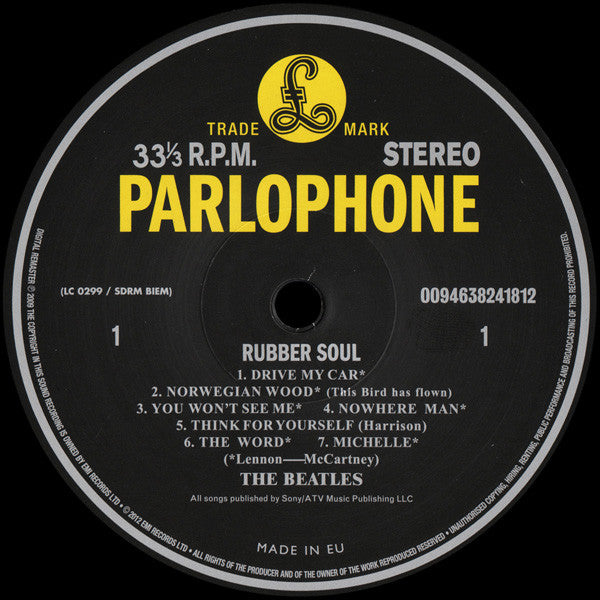 TRADE MARK
33⅓ R.P.M. STEREO
PARLOPHONE
(LC 0299 / SDRM BIEM) 0094638241812
1 1
RUBBER SOUL
1. DRIVE MY CAR*
2. NORWEGIAN WOOD* (This Bird has flown)
3. YOU WON'T SEE ME* 4. NOWHERE MAN*
5. THINK FOR YOURSELF (Harrison)
6. THE WORD* 7. MICHELLE*
(*Lennon—McCartney)
THE BEATLES
All songs published by Sony/ATV Music Publishing LLC
MADE IN EU
DIGITAL REMASTER ℗ 2009 THE COPYRIGHT IN THIS SOUND RECORDING IS OWNED BY EMI RECORDS LTD • © 2012 EMI RECORDS LTD • ALL RIGHTS OF THE PRODUCER AND OF THE OWNER OF THE WORK REPRODUCED RESERVED • UNAUTHORISED COPYING, HIRING, RENTING, PUBLIC PERFORMANCE AND BROADCASTING OF THIS RECORD PROHIBITED.